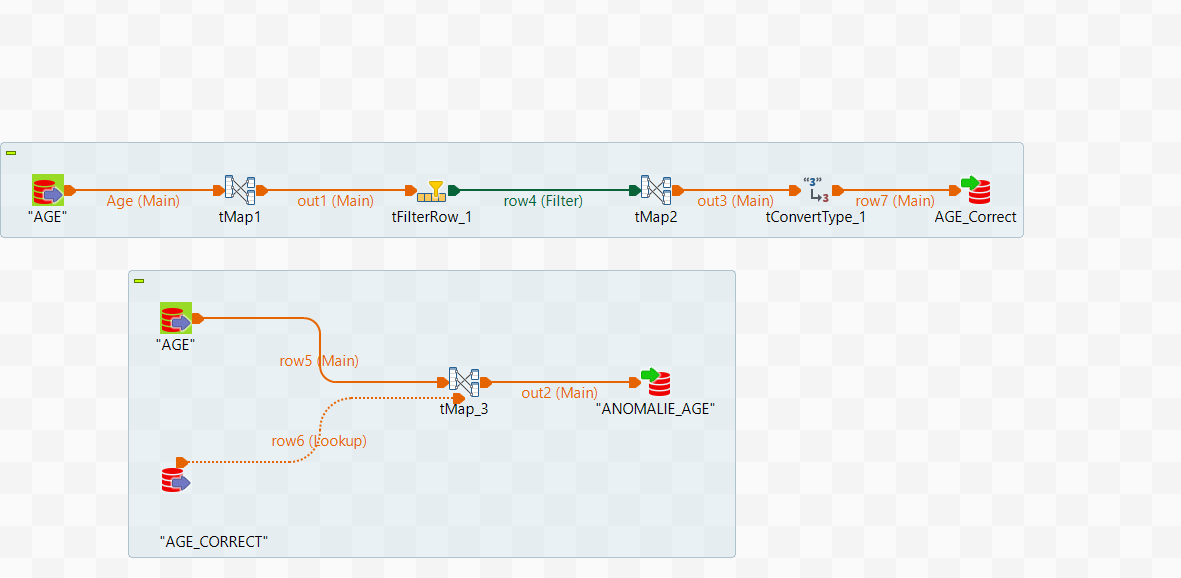 Age (Main)
out1 (Main)
row4 (Filter)
out3 (Main)
"3"
3
row7 (Main)
"AGE"
tMap1
tFilterRow_1
tMap2
tConvertType_1
AGE_Correct
"AGE"
row5 (Main)
out2 (Main)
tMap_3
"ANOMALIE_AGE"
row6 (Lookup)
"AGE_CORRECT"